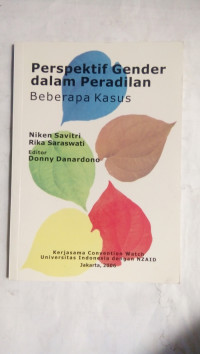 Perspektif Gender
dalam Peradilan
Beberapa Kasus
Niken Savitri
Rika Saraswati
Editor
Donny Danardono
Kerjasama Convention Watch
Universitas Indonesia dengan NZAID
Jakarta, 2006